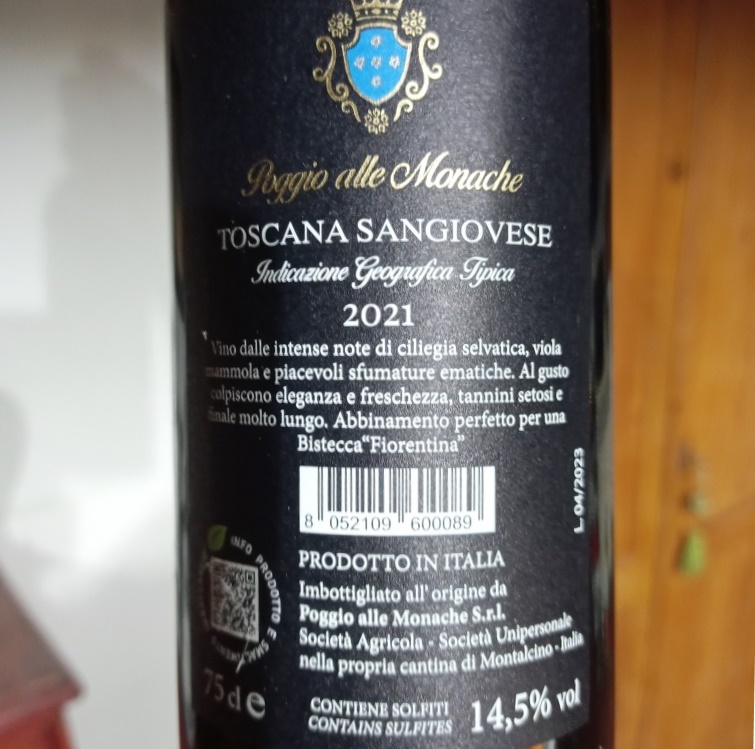 Poggio alle Monache
TOSCANA SANGIOVESE
Indicazione Geografica Tipica
2021
Vino dalle intense note di ciliegia selvatica, viola
mammola e piacevoli sfumature ematiche. Al gusto
colpiscono eleganza e freschezza, tannini setosi e
finale molto lungo. Abbinamento perfetto per una
Bistecca“Fiorentina”
8 052109 600089
L. 04/2023
PRODOTTO IN ITALIA
Imbottigliato all' origine da
Poggio alle Monache S.r.l.
Società Agricola - Società Unipersonale
nella propria cantina di Montalcino - Italia
INFO PRODOTTO E SMALTIMENTO
75 cl e
CONTIENE SOLFITI
CONTAINS SULFITES
14,5% vol